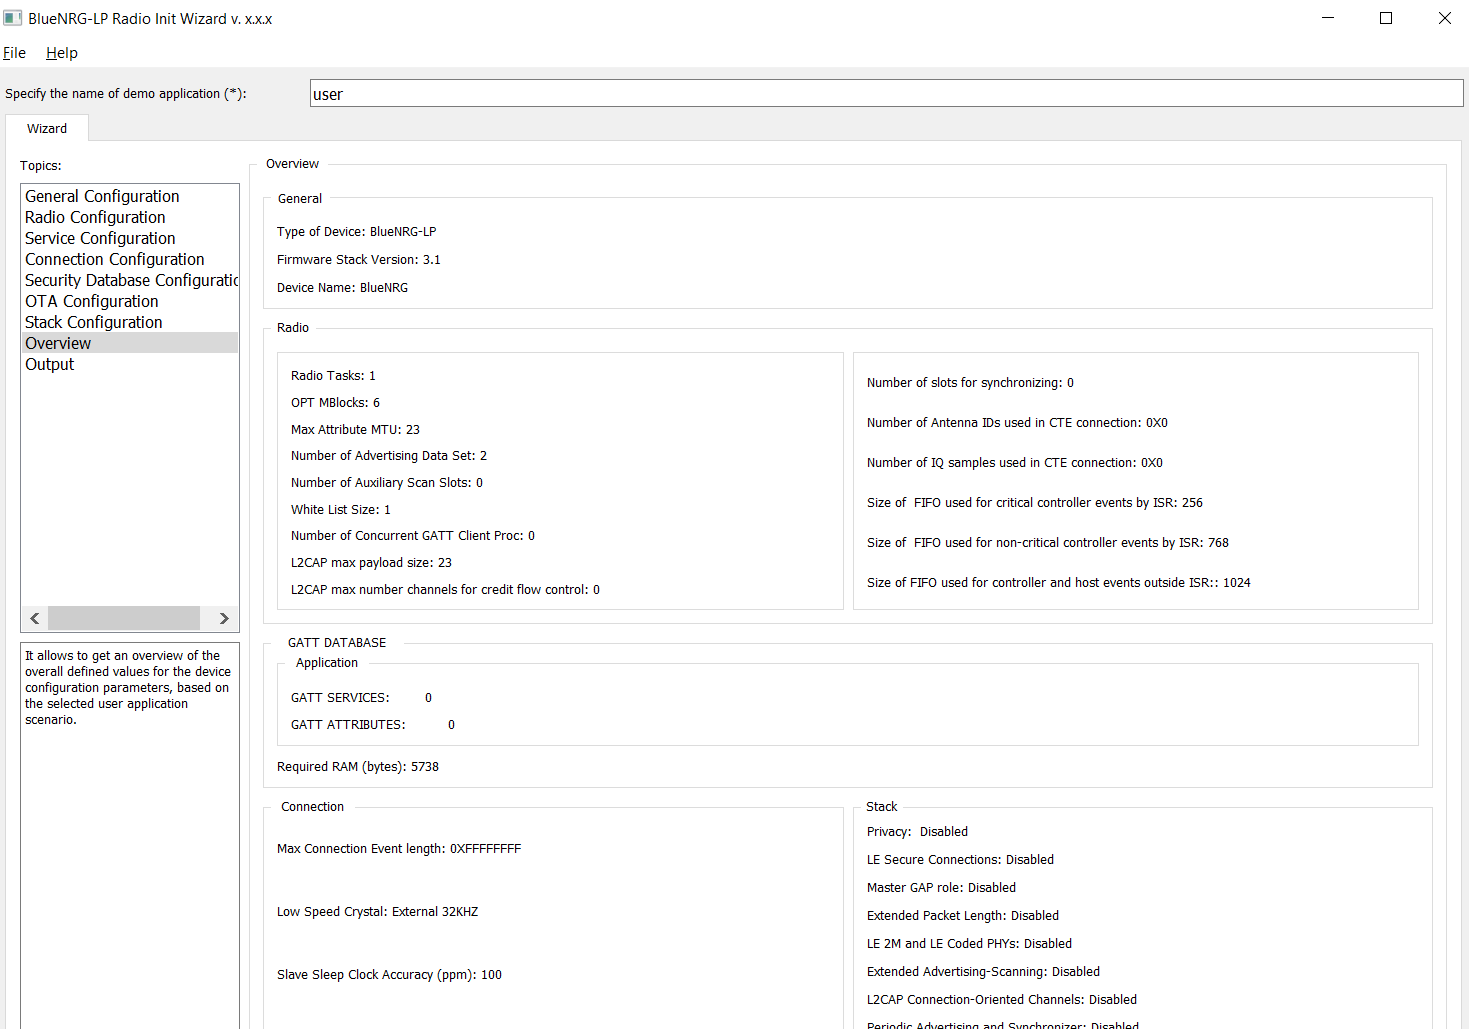 BlueNRG-LP Radio Init Wizard v. x.x.x
File Help
Specify the name of demo application (*): user
Wizard
Topics:
General Configuration
Radio Configuration
Service Configuration
Connection Configuration
Security Database Configuratic
OTA Configuration
Stack Configuration
Overview
Output
It allows to get an overview of the
overall defined values for the device
configuration parameters, based on
the selected user application
scenario.
Overview
General
Type of Device: BlueNRG-LP
Firmware Stack Version: 3.1
Device Name: BlueNRG
Radio
Radio Tasks: 1
OPT MBlocks: 6
Max Attribute MTU: 23
Number of Advertising Data Set: 2
Number of Auxiliary Scan Slots: 0
White List Size: 1
Number of Concurrent GATT Client Proc: 0
L2CAP max payload size: 23
L2CAP max number channels for credit flow control: 0
Number of slots for synchronizing: 0
Number of Antenna IDs used in CTE connection: 0X0
Number of IQ samples used in CTE connection: 0X0
Size of  FIFO used for critical controller events by ISR: 256
Size of  FIFO used for non-critical controller events by ISR: 768
Size of FIFO used for controller and host events outside ISR:: 1024
GATT DATABASE
Application
GATT SERVICES: 0
GATT ATTRIBUTES: 0
Required RAM (bytes): 5738
Connection
Max Connection Event length: 0XFFFFFFFF
Low Speed Crystal: External 32KHZ
Slave Sleep Clock Accuracy (ppm): 100
Stack
Privacy:  Disabled
LE Secure Connections: Disabled
Master GAP role: Disabled
Extended Packet Length: Disabled
LE 2M and LE Coded PHYs: Disabled
Extended Advertising-Scanning: Disabled
L2CAP Connection-Oriented Channels: Disabled
Periodic Advertising and Synchronizer: Disabled